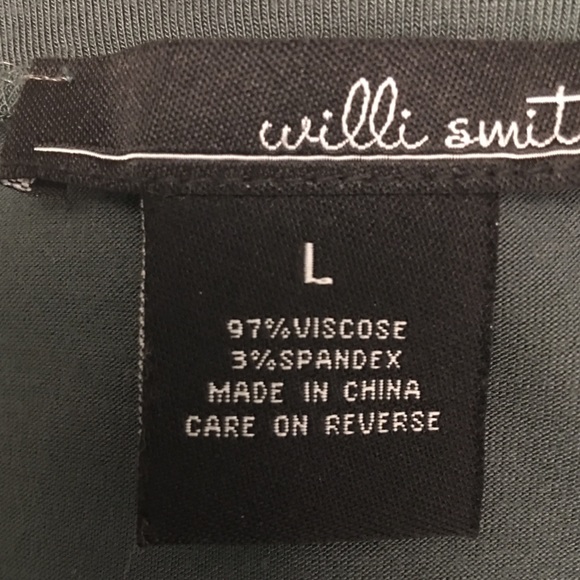 willi smit
L
97%VISCOSE
3%SPANDEX
MADE IN CHINA
CARE ON REVERSE